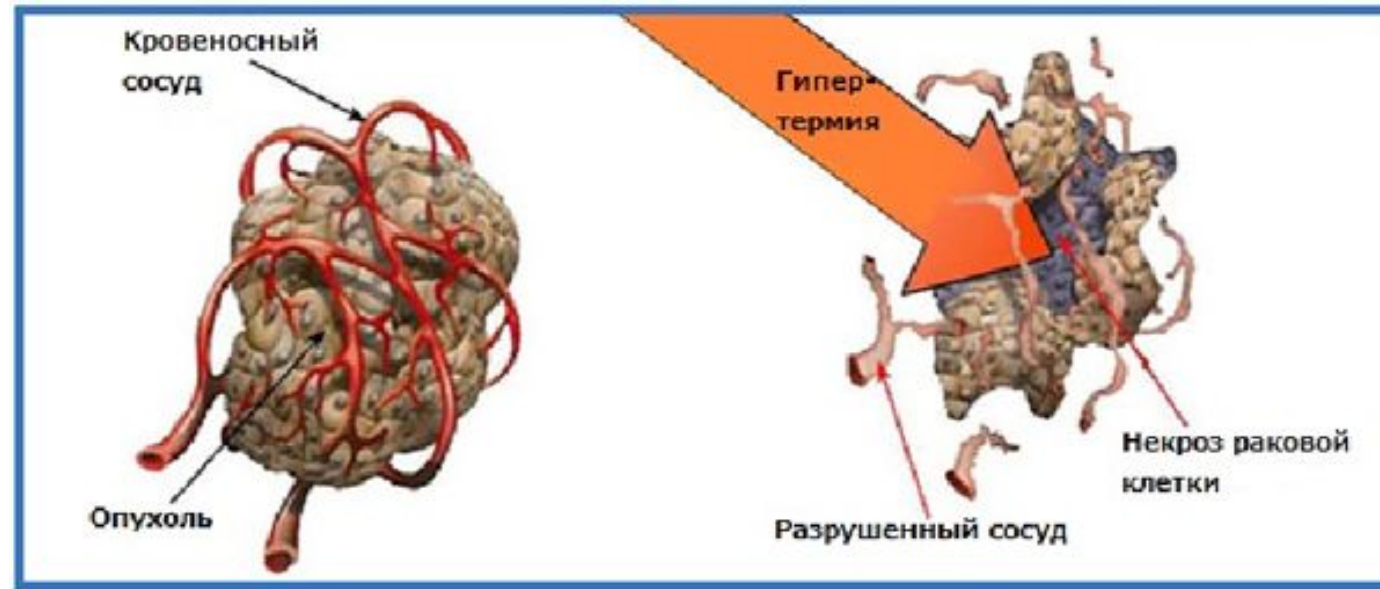 Кровеносный
сосуд
Опухоль
Гипер-
термия
Некроз раковой
клетки
Разрушенный сосуд